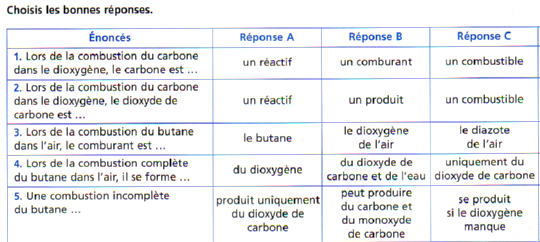 Choisis les bonnes réponses.
Énoncés Réponse A Réponse B Réponse C
1. Lors de la combustion du carbone
dans le dioxygène, le carbone est ...
un réactif un comburant un combustible
2. Lors de la combustion du carbone
dans le dioxygène, le dioxyde de
carbone est ...
un réactif un produit un combustible
3. Lors de la combustion du butane
dans l'air, le comburant est ...
le butane
le dioxygène
de l'air
le diazote
de l'air
4. Lors de la combustion complète
du butane dans l'air, il se forme ...
du dioxygène
du dioxyde de
carbone et de l'eau
uniquement du
dioxyde de carbone
5. Une combustion incomplète
du butane ...
produit uniquement
du dioxyde de
carbone
peut produire
du carbone et
du monoxyde
de carbone
se produit
si le dioxygène
manque